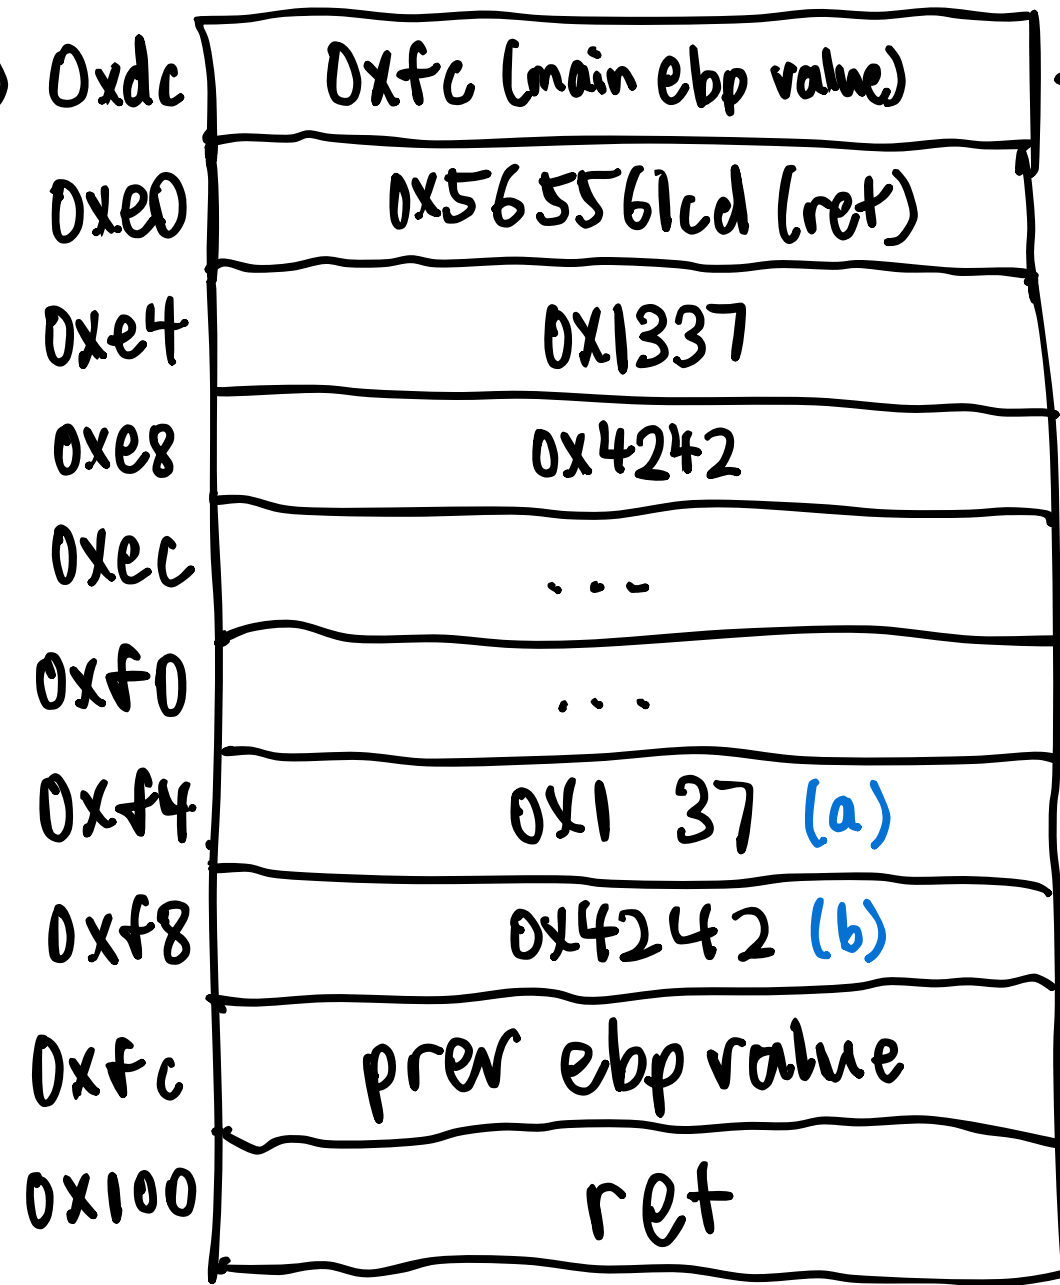 0xdc 0xfc (main ebp value)
0xe0 0x565561cd (ret)
0xe4 0x1337
0xe8 0x4242
0xec ...
0xf0 ...
0xf4 0x1 37 (a)
0xf8 0x4242 (b)
0xfc prev ebp value
0x100 ret